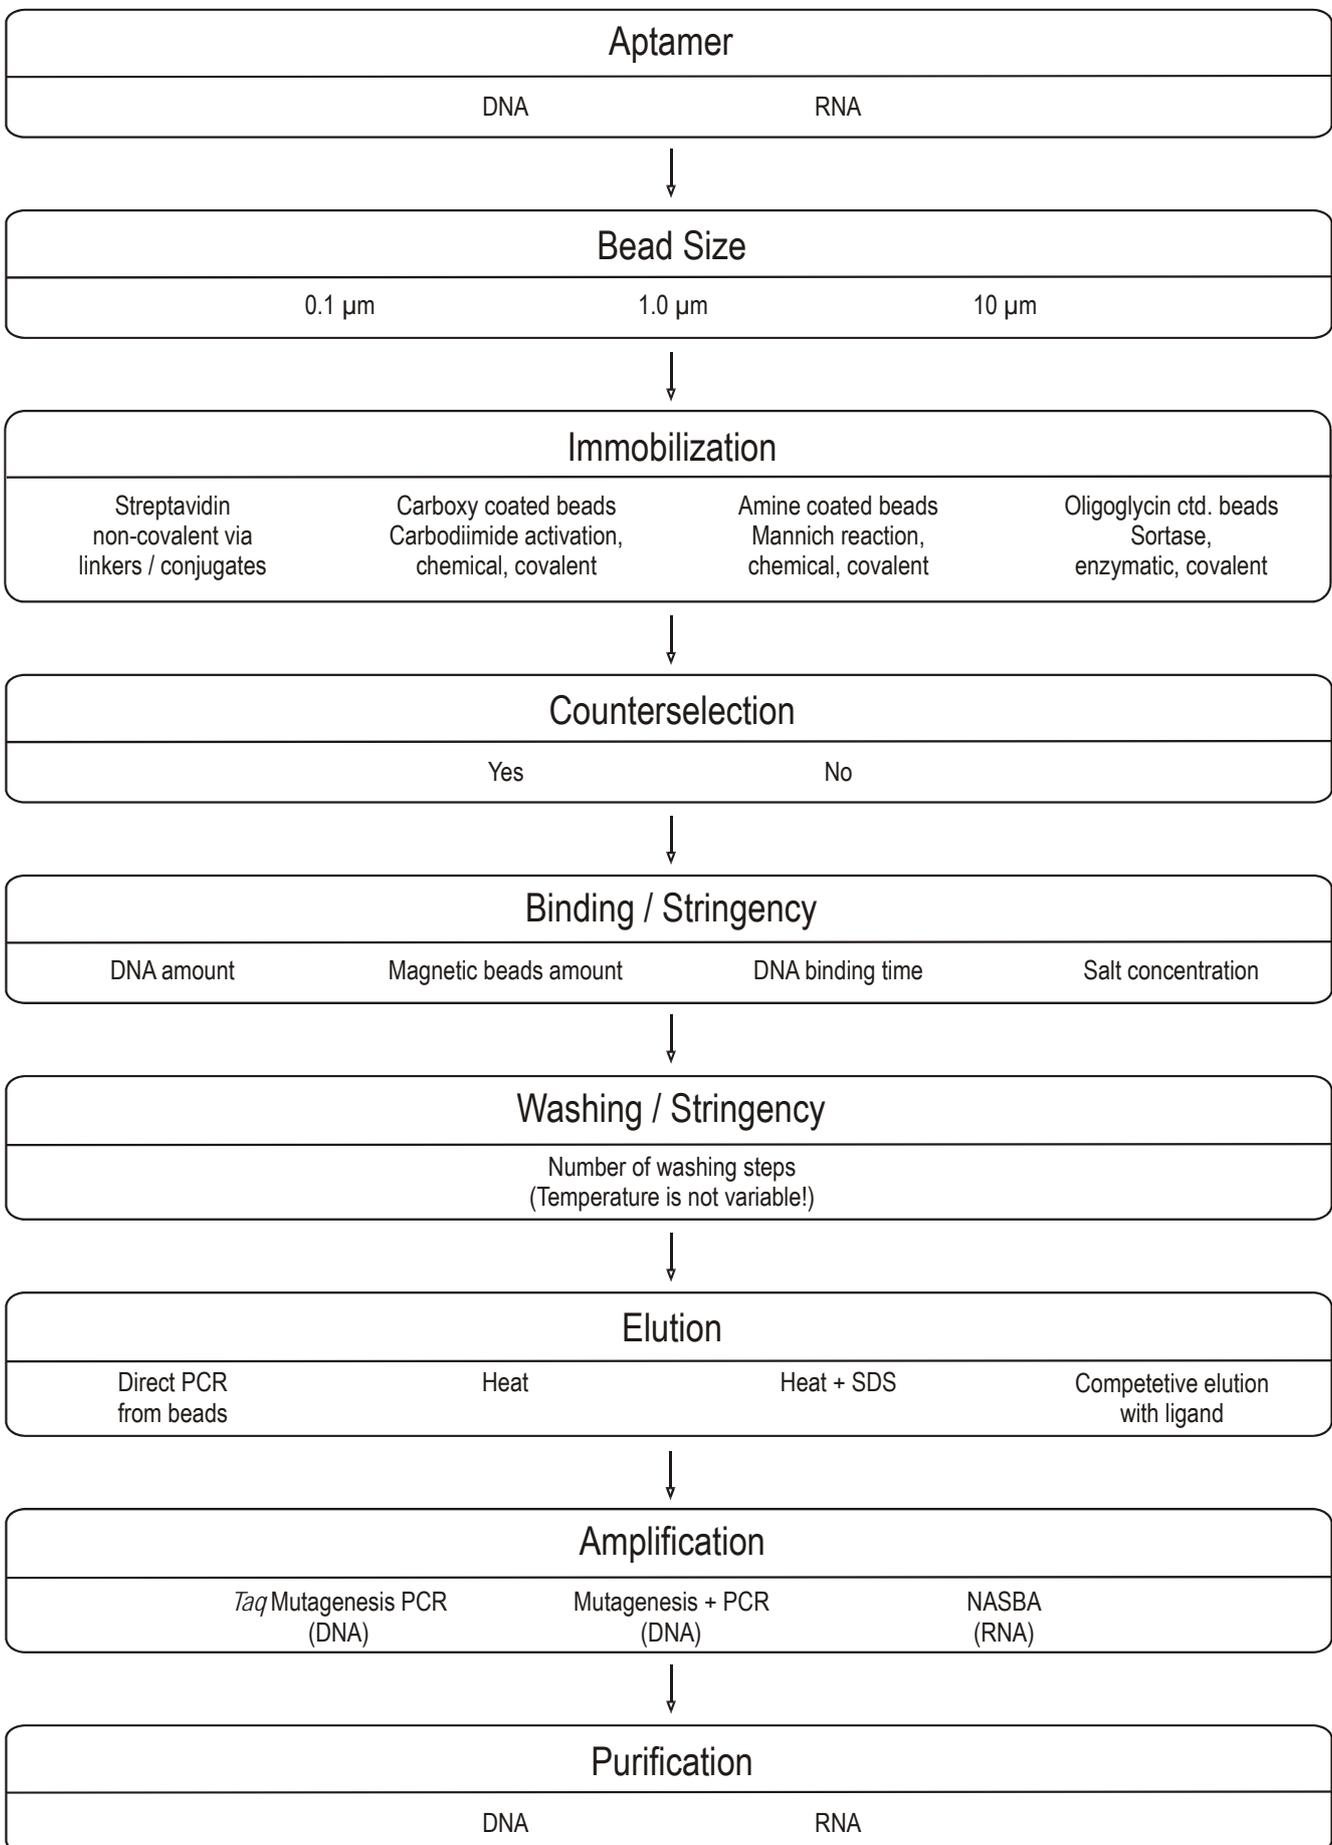 Aptamer
DNA RNA
Bead Size
0.1 µm 1.0 µm 10 µm
Immobilization
Streptavidin Carboxy coated beads Amine coated beads Oligoglycin ctd. beads
non-covalent via Carbodiimide activation, Mannich reaction, Sortase,
linkers / conjugates chemical, covalent chemical, covalent enzymatic, covalent
Counterselection
Yes No
Binding / Stringency
DNA amount Magnetic beads amount DNA binding time Salt concentration
Washing / Stringency
Number of washing steps
(Temperature is not variable!)
Elution
Direct PCR Heat Heat + SDS Competetive elution
from beads with ligand
Amplification
Taq Mutagenesis PCR Mutagenesis + PCR NASBA
(DNA) (DNA) (RNA)
Purification
DNA RNA